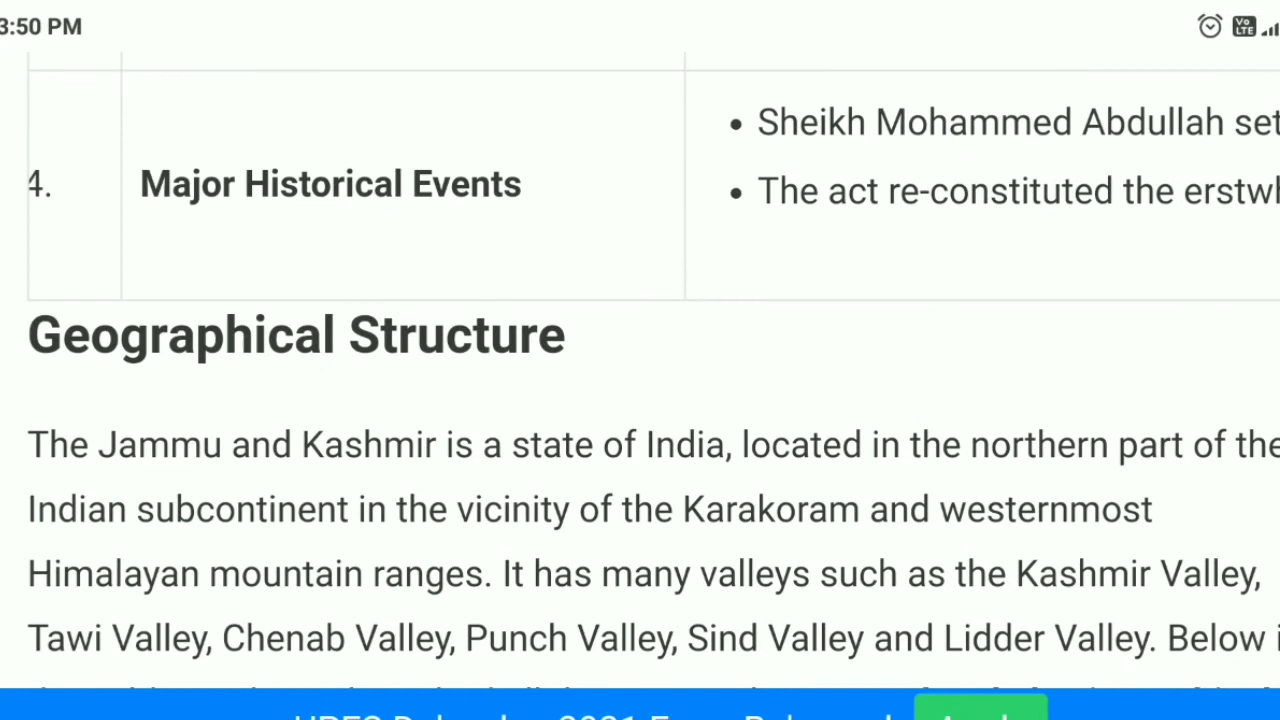 3:50 PM
Vo LTE
Sheikh Mohammed Abdullah set
4.
Major Historical Events
The act re-constituted the erstwh
Geographical Structure
The Jammu and Kashmir is a state of India, located in the northern part of the
Indian subcontinent in the vicinity of the Karakoram and westernmost
Himalayan mountain ranges. It has many valleys such as the Kashmir Valley,
Tawi Valley, Chenab Valley, Punch Valley, Sind Valley and Lidder Valley. Below i